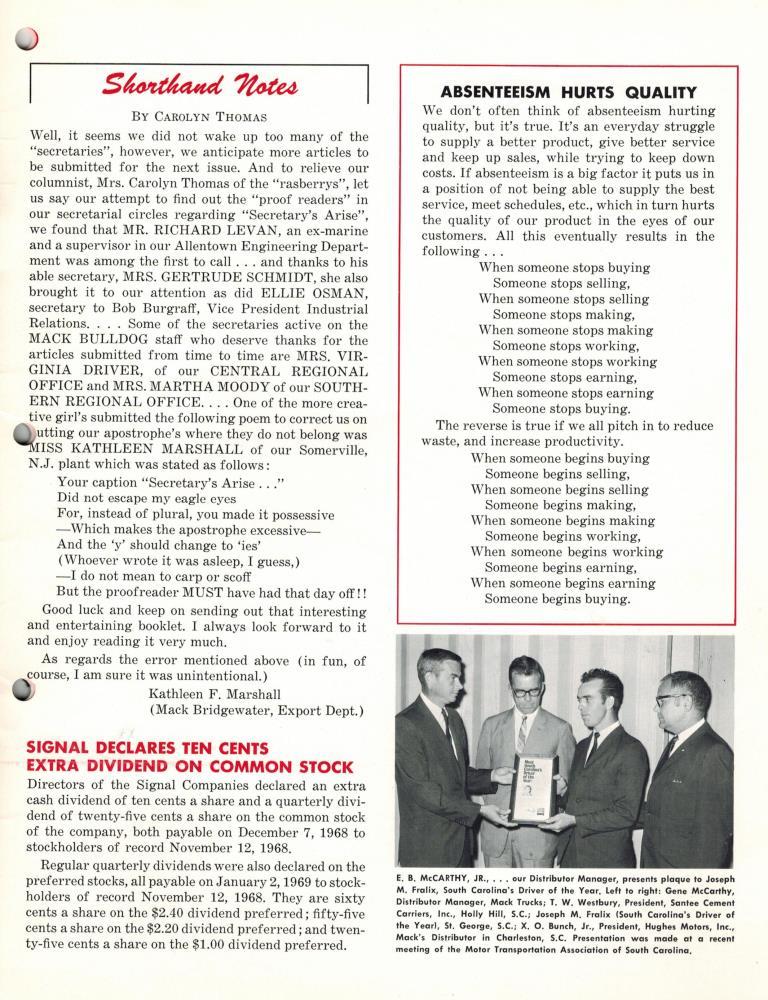 Shorthand Notes
BY CAROLYN THOMAS
Well, it seems we did not wake up too many of the
“secretaries”, however, we anticipate more articles to
be submitted for the next issue. And to relieve our
columnist, Mrs. Carolyn Thomas of the “rasberrys”, let
us say our attempt to find out the “proof readers” in
our secretarial circles regarding “Secretary’s Arise”,
we found that MR. RICHARD LEVAN, an ex-marine
and a supervisor in our Allentown Engineering Depart-
ment was among the first to call . . . and thanks to his
able secretary, MRS. GERTRUDE SCHMIDT, she also
brought it to our attention as did ELLIE OSMAN,
secretary to Bob Burgraff, Vice President Industrial
Relations. . . . Some of the secretaries active on the
MACK BULLDOG staff who deserve thanks for the
articles submitted from time to time are MRS. VIR-
GINIA DRIVER, of our CENTRAL REGIONAL
OFFICE and MRS. MARTHA MOODY of our SOUTH-
ERN REGIONAL OFFICE. . . . One of the more crea-
tive girl’s submitted the following poem to correct us on
utting our apostrophe’s where they do not belong was
MISS KATHLEEN MARSHALL of our Somerville,
N.J. plant which was stated as follows:
Your caption “Secretary’s Arise . . .”
Did not escape my eagle eyes
For, instead of plural, you made it possessive
—Which makes the apostrophe excessive—
And the ‘y’ should change to ‘ies’
(Whoever wrote it was asleep, I guess,)
—I do not mean to carp or scoff
But the proofreader MUST have had that day off!!
Good luck and keep on sending out that interesting
and entertaining booklet. I always look forward to it
and enjoy reading it very much.
As regards the error mentioned above (in fun, of
course, I am sure it was unintentional.)
Kathleen F. Marshall
(Mack Bridgewater, Export Dept.)
SIGNAL DECLARES TEN CENTS
EXTRA DIVIDEND ON COMMON STOCK
Directors of the Signal Companies declared an extra
cash dividend of ten cents a share and a quarterly divi-
dend of twenty-five cents a share on the common stock
of the company, both payable on December 7, 1968 to
stockholders of record November 12, 1968.
Regular quarterly dividends were also declared on the
preferred stocks, all payable on January 2, 1969 to stock-
holders of record November 12, 1968. They are sixty
cents a share on the $2.40 dividend preferred; fifty-five
cents a share on the $2.20 dividend preferred; and twen-
ty-five cents a share on the $1.00 dividend preferred.
ABSENTEEISM HURTS QUALITY
We don’t often think of absenteeism hurting
quality, but it’s true. It’s an everyday struggle
to supply a better product, give better service
and keep up sales, while trying to keep down
costs. If absenteeism is a big factor it puts us in
a position of not being able to supply the best
service, meet schedules, etc., which in turn hurts
the quality of our product in the eyes of our
customers. All this eventually results in the
following . . .
When someone stops buying
Someone stops selling,
When someone stops selling
Someone stops making,
When someone stops making
Someone stops working,
When someone stops working
Someone stops earning,
When someone stops earning
Someone stops buying.
The reverse is true if we all pitch in to reduce
waste, and increase productivity.
When someone begins buying
Someone begins selling,
When someone begins selling
Someone begins making,
When someone begins making
Someone begins working,
When someone begins working
Someone begins earning,
When someone begins earning
Someone begins buying.
Most
South
Carolina's
Driver
of the
Year
E. B. McCARTHY, JR., . . . our Distributor Manager, presents plaque to Joseph
M. Fralix, South Carolina's Driver of the Year. Left to right: Gene McCarthy,
Distributor Manager, Mack Trucks; T. W. Westbury, President, Santee Cement
Carriers, Inc., Holly Hill, S.C.; Joseph M. Fralix (South Carolina's Driver of
the Year), St. George, S.C.; X. O. Bunch, Jr., President, Hughes Motors, Inc.,
Mack's Distributor in Charleston, S.C. Presentation was made at a recent
meeting of the Motor Transportation Association of South Carolina.